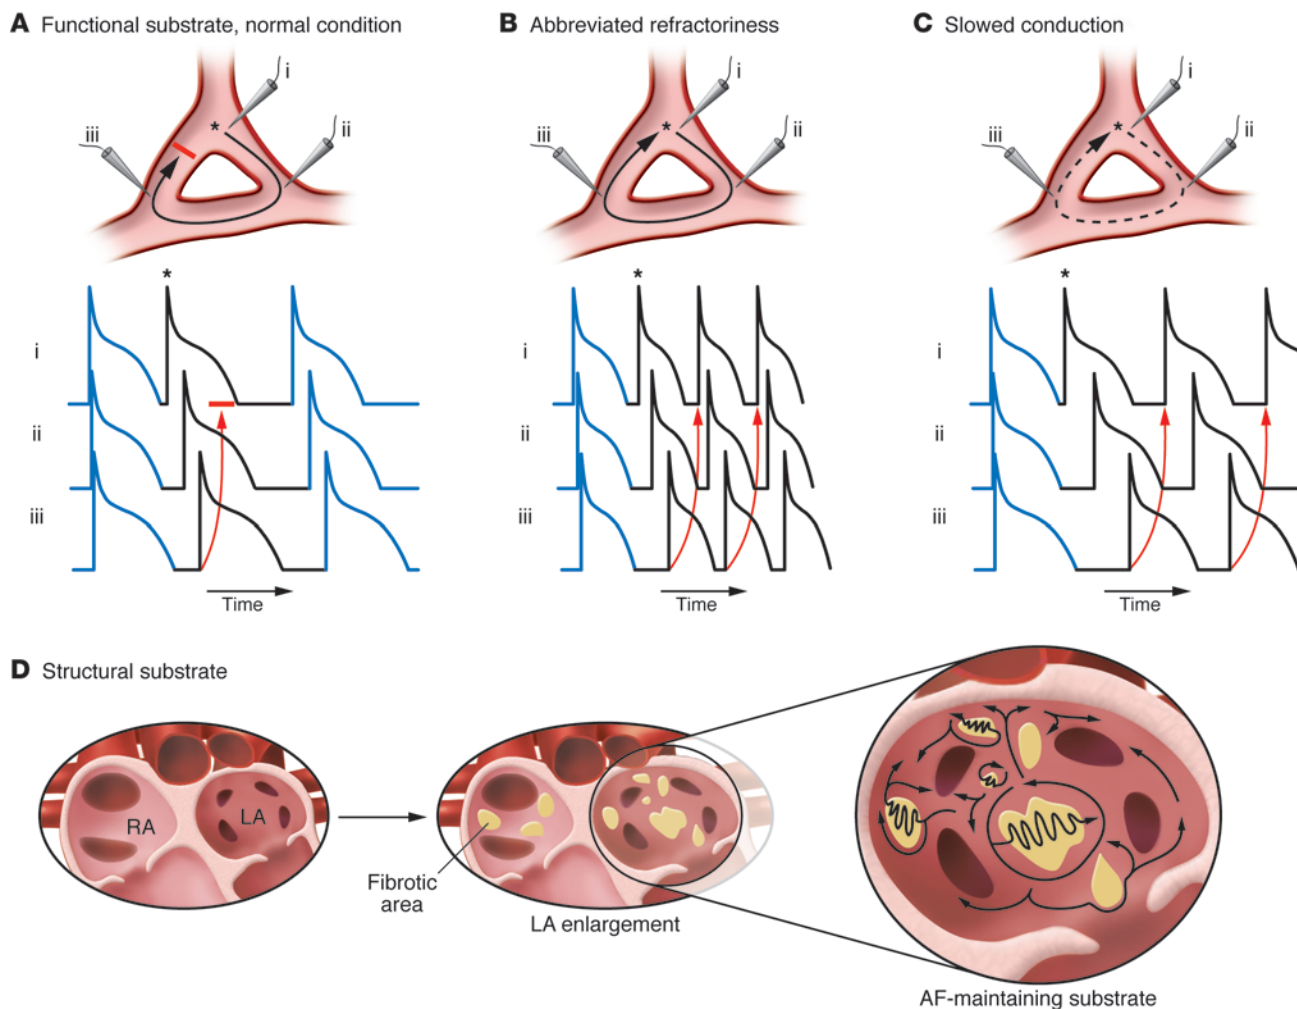 A Functional substrate, normal condition
B Abbreviated refractoriness
C Slowed conduction
i
ii
iii
*
i
ii
iii
*
i
ii
iii
*
*
i
ii
iii
Time
*
i
ii
iii
Time
*
i
ii
iii
Time
D Structural substrate
RA
LA
Fibrotic
area
LA enlargement
AF-maintaining substrate